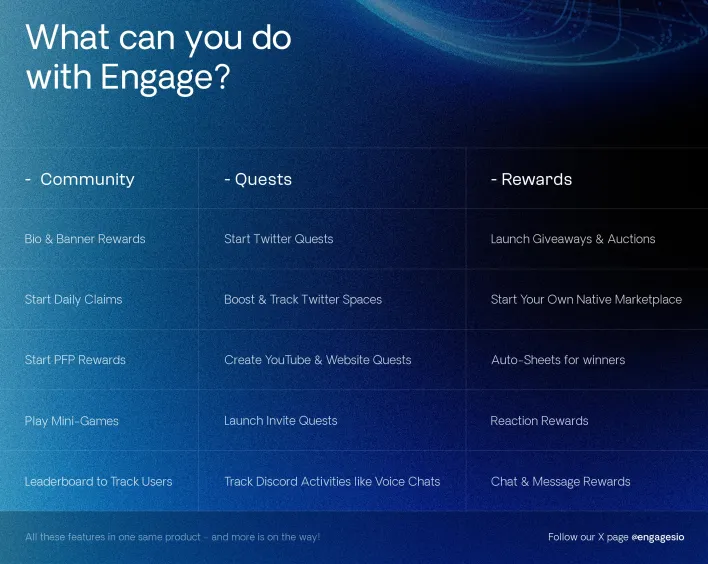 What can you do
with Engage?
- Community
- Quests
- Rewards
Bio & Banner Rewards
Start Twitter Quests
Launch Giveaways & Auctions
Start Daily Claims
Boost & Track Twitter Spaces
Start Your Own Native Marketplace
Start PFP Rewards
Create YouTube & Website Quests
Auto-Sheets for winners
Play Mini-Games
Launch Invite Quests
Reaction Rewards
Leaderboard to Track Users
Track Discord Activities like Voice Chats
Chat & Message Rewards
All these features in one same product - and more is on the way!
Follow our X page @engagesio